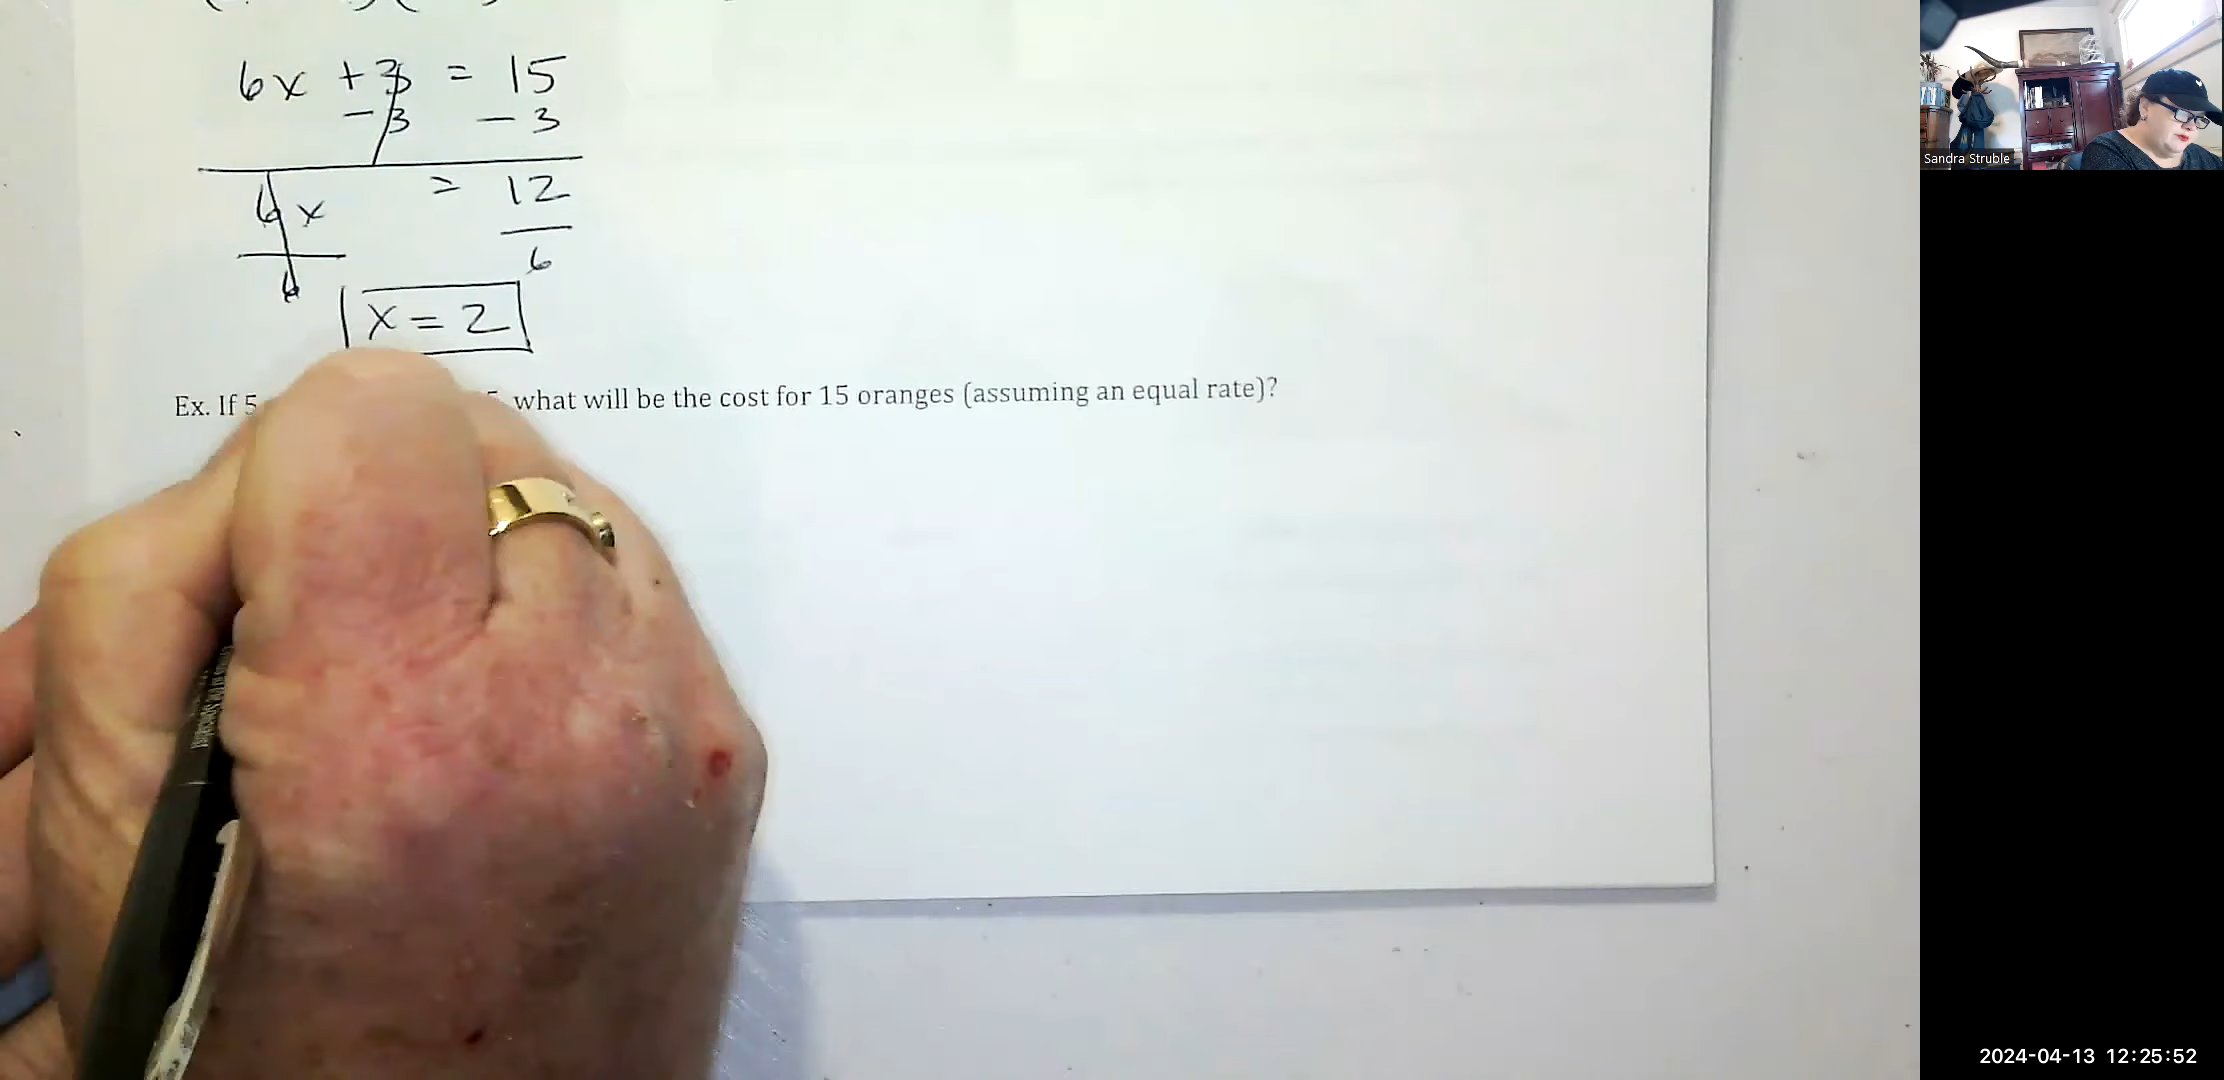 6x + 3 = 15
- 3 - 3
6x = 12
6 6
x = 2
Ex. If 5 what will be the cost for 15 oranges (assuming an equal rate)?
Sandra Struble
2024-04-13 12:25:52